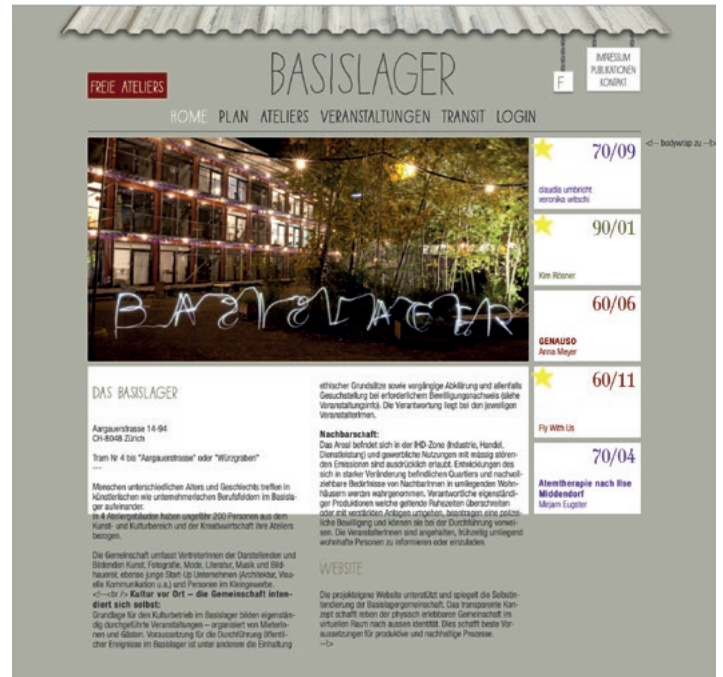 IMPRESSUM
PUBLIKATIONEN
KONTAKT
F
FREIE ATELIERS
BASISLAGER
HOME PLAN ATELIERS VERANSTALTUNGEN TRANSIT LOGIN
<!-- bodywrap zu -->
BASISLAGER
70/09
claudia umbricht
veronika witschi
90/01
Kim Rösner
60/06
GENAUSO
Anna Meyer
60/11
Fly With Us
70/04
Atemtherapie nach Ilse
Middendorf
Mirjam Eugster
DAS BASISLAGER
Aargauerstrasse 14-94
CH-8048 Zürich
Tram Nr 4 bis "Aargauerstrasse" oder "Würzgraben"
---
Menschen unterschiedlichen Alters und Geschlechts treffen in
künstlerischen wie unternehmerischen Berufsfeldern im Basisla-
ger aufeinander.
In 4 Ateliergebäuden haben ungefähr 200 Personen aus dem
Kunst- und Kulturbereich und der Kreativwirtschaft ihre Ateliers
bezogen.
Die Gemeinschaft umfasst VertreterInnen der Darstellenden und
Bildenden Kunst, Fotografie, Mode, Literatur, Musik und Bild-
hauerei, ebenso junge Start-Up Unternehmen (Architektur, Visu-
elle Kommunikation u.a.) und Personen im Kleingewerbe.
<!--<br /> Kultur vor Ort – die Gemeinschaft inten-
diert sich selbst:
Grundlage für den Kulturbetrieb im Basislager bilden eigenstän-
dig durchgeführte Veranstaltungen – organisiert von MieterIn-
nen und Gästen. Voraussetzung für die Durchführung öffentli-
cher Ereignisse im Basislager ist unter anderem die Einhaltung
ethischer Grundsätze sowie vorgängige Abklärung und allenfalls
Gesuchstellung bei erforderlichem Bewilligungsnachweis (siehe
Veranstaltungsinfo). Die Verantwortung liegt bei den jeweiligen
VeranstalterInnen.
Nachbarschaft:
Das Areal befindet sich in der IHD-Zone (Industrie, Handel,
Dienstleistung) und gewerbliche Nutzungen mit mässig stören-
den Emissionen sind ausdrücklich erlaubt. Entwicklungen des
sich in starker Veränderung befindlichen Quartiers und nachvoll-
ziehbare Bedürfnisse von NachbarInnen in umliegenden Wohn-
häusern werden wahrgenommen. Verantwortliche eigenständi-
ger Produktionen welche geltende Ruhezeiten überschreiten
oder mit verstärkten Anlagen umgehen, beantragen eine polizei-
liche Bewilligung und können sie bei der Durchführung vorwei-
sen. Die VeranstalterInnen sind angehalten, frühzeitig umliegend
wohnhafte Personen zu informieren oder einzuladen.
WEBSITE
Die projekteigene Website unterstützt und spiegelt die Selbstin-
tendierung der Basislagergemeinschaft. Das transparente Kon-
zept schafft neben der physisch erlebbaren Gemeinschaft im
virtuellen Raum nach aussen Identität. Dies schafft beste Vor-
aussetzungen für produktive und nachhaltige Prozesse.
-->